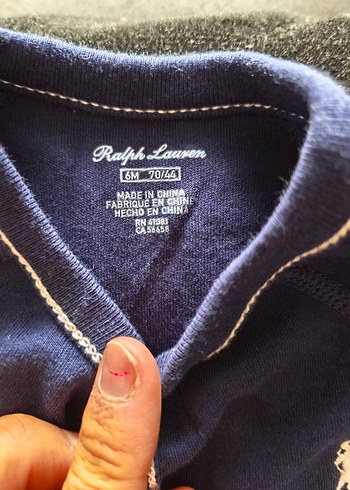 Ralph Lauren
6M 70/44
MADE IN CHINA
FABRIQUE EN CHINE
HECHO EN CHINA
RN 41381
CA 56658